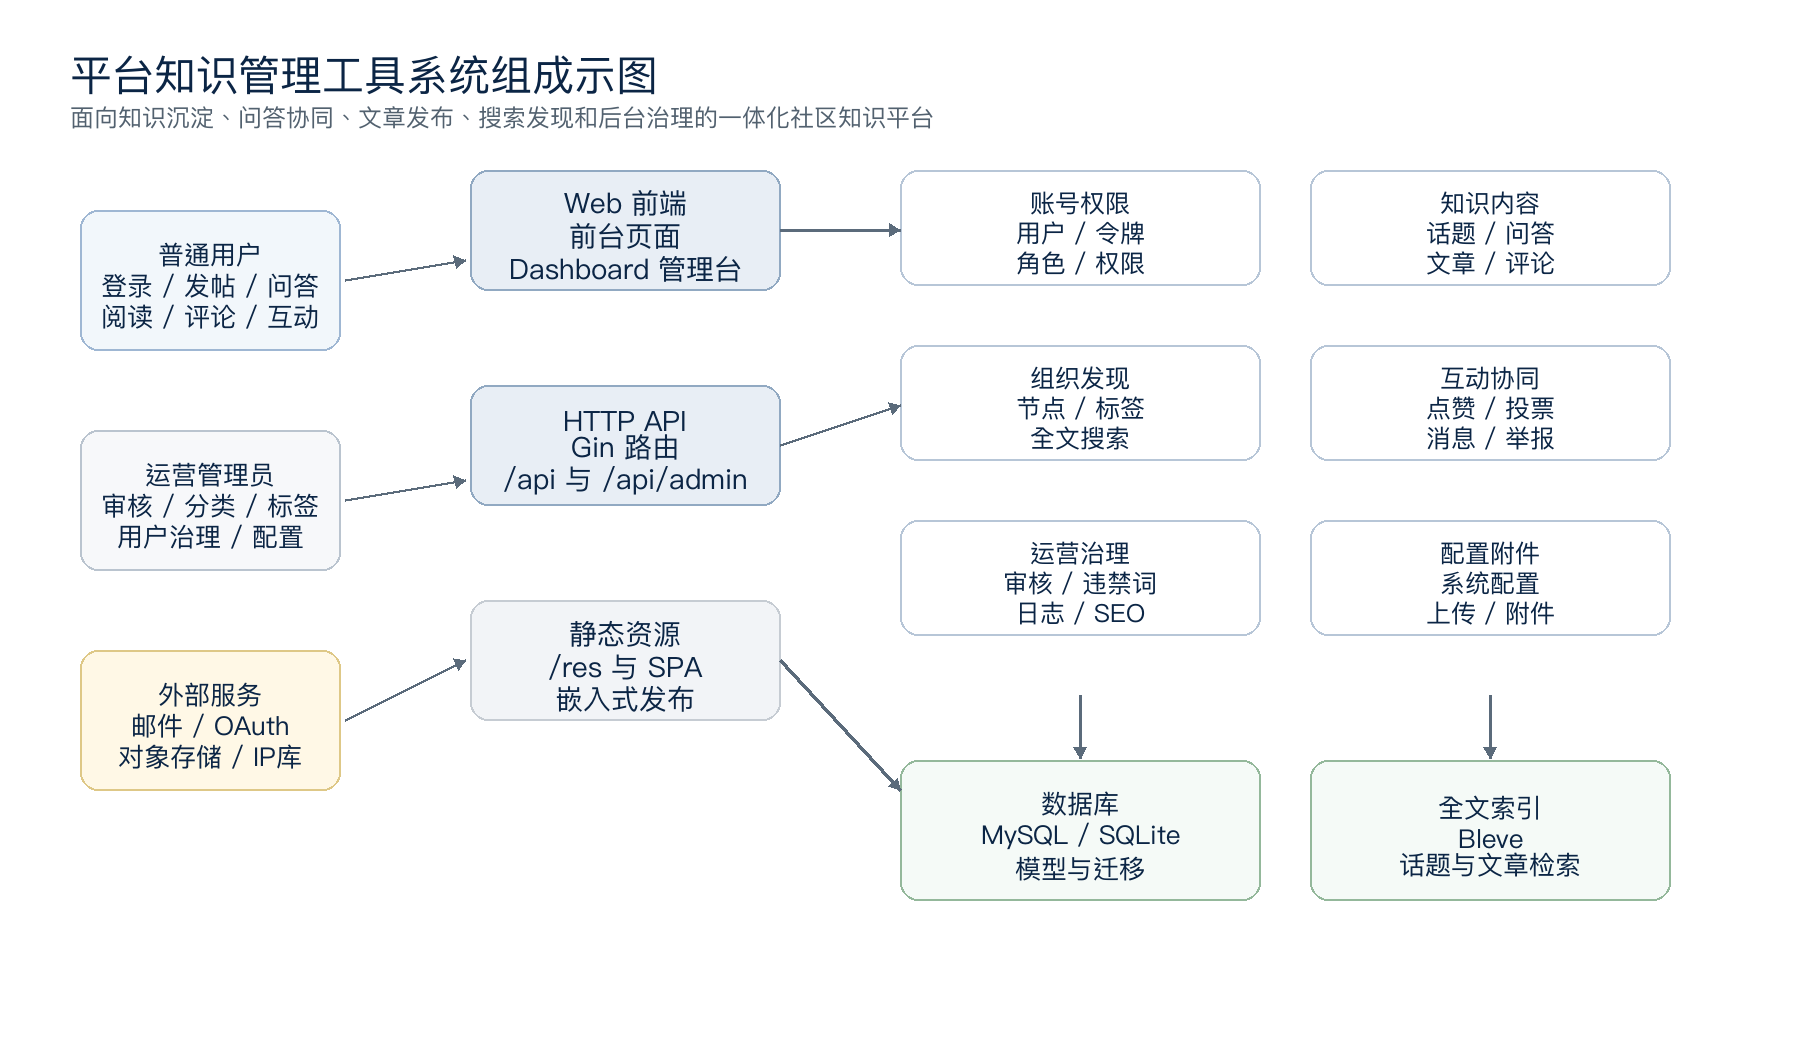 平台知识管理工具系统组成示图
面向知识沉淀、问答协同、文章发布、搜索发现和后台治理的一体化社区知识平台
普通用户
登录 / 发帖 / 问答
阅读 / 评论 / 互动
运营管理员
审核 / 分类 / 标签
用户治理 / 配置
外部服务
邮件 / OAuth
对象存储 / IP库
Web 前端
前台页面
Dashboard 管理台
HTTP API
Gin 路由
/api 与 /api/admin
静态资源
/res 与 SPA
嵌入式发布
账号权限
用户 / 令牌
角色 / 权限
知识内容
话题 / 问答
文章 / 评论
组织发现
节点 / 标签
全文搜索
互动协同
点赞 / 投票
消息 / 举报
运营治理
审核 / 违禁词
日志 / SEO
配置附件
系统配置
上传 / 附件
数据库
MySQL / SQLite
模型与迁移
全文索引
Bleve
话题与文章检索